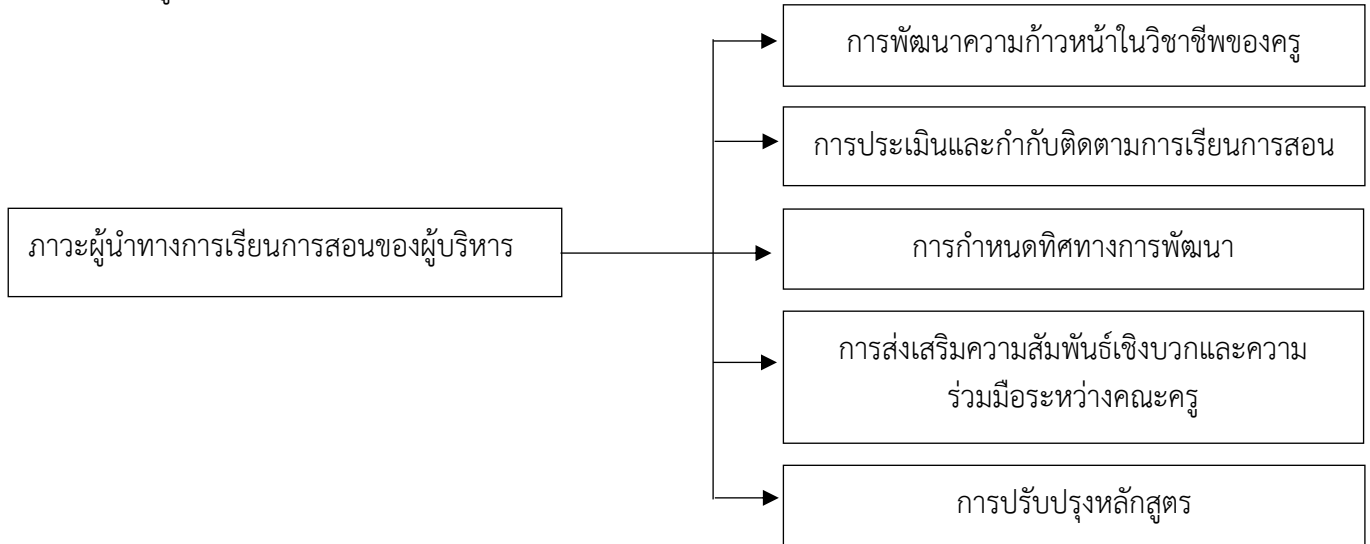 การพัฒนาความก้าวหน้าในวิชาชีพของครู
การประเมินและกำกับติดตามการเรียนการสอน
ภาวะผู้นำทางการเรียนการสอนของผู้บริหาร
การกำหนดทิศทางการพัฒนา
การส่งเสริมความสัมพันธ์เชิงบวกและความ
ร่วมมือระหว่างคณะครู
การปรับปรุงหลักสูตร